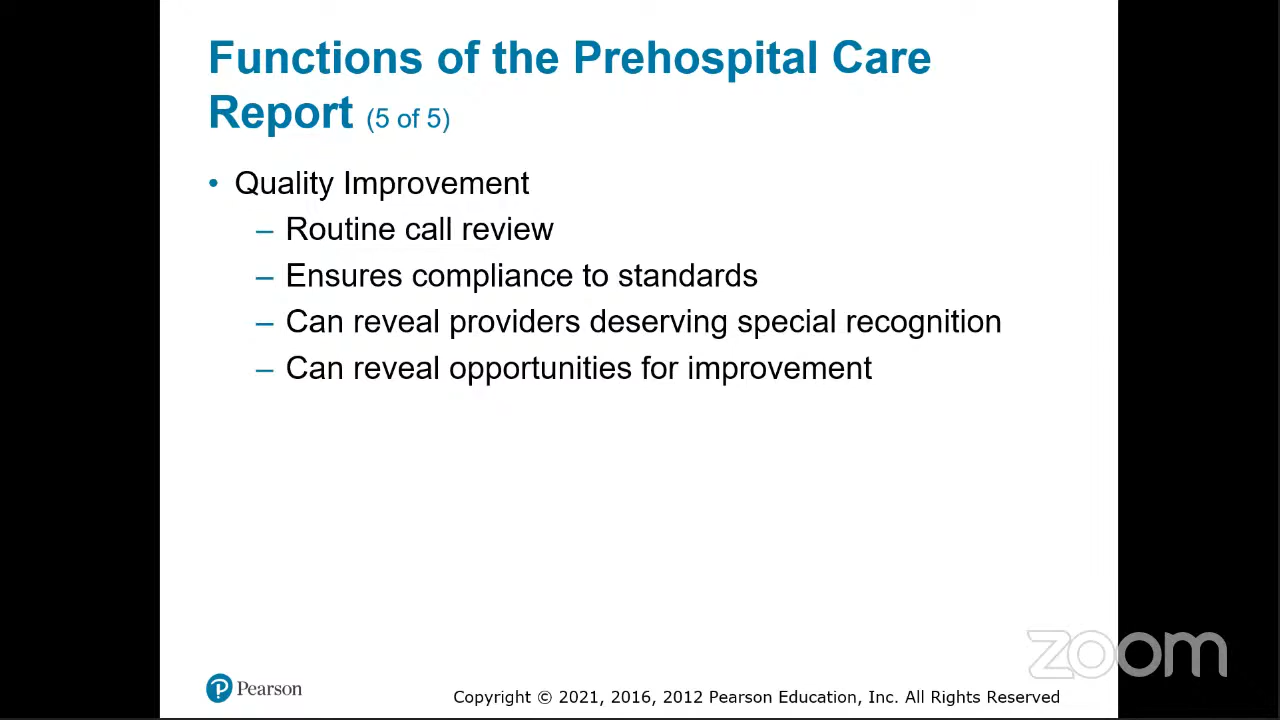 Functions of the Prehospital Care
Report (5 of 5)
• Quality Improvement
– Routine call review
– Ensures compliance to standards
– Can reveal providers deserving special recognition
– Can reveal opportunities for improvement
zoom
Pearson
Copyright © 2021, 2016, 2012 Pearson Education, Inc. All Rights Reserved